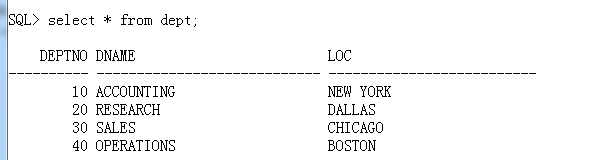 SQL> select * from dept;
DEPTNO DNAME LOC
---------- ---------------------------- --------------------------
10 ACCOUNTING NEW YORK
20 RESEARCH DALLAS
30 SALES CHICAGO
40 OPERATIONS BOSTON